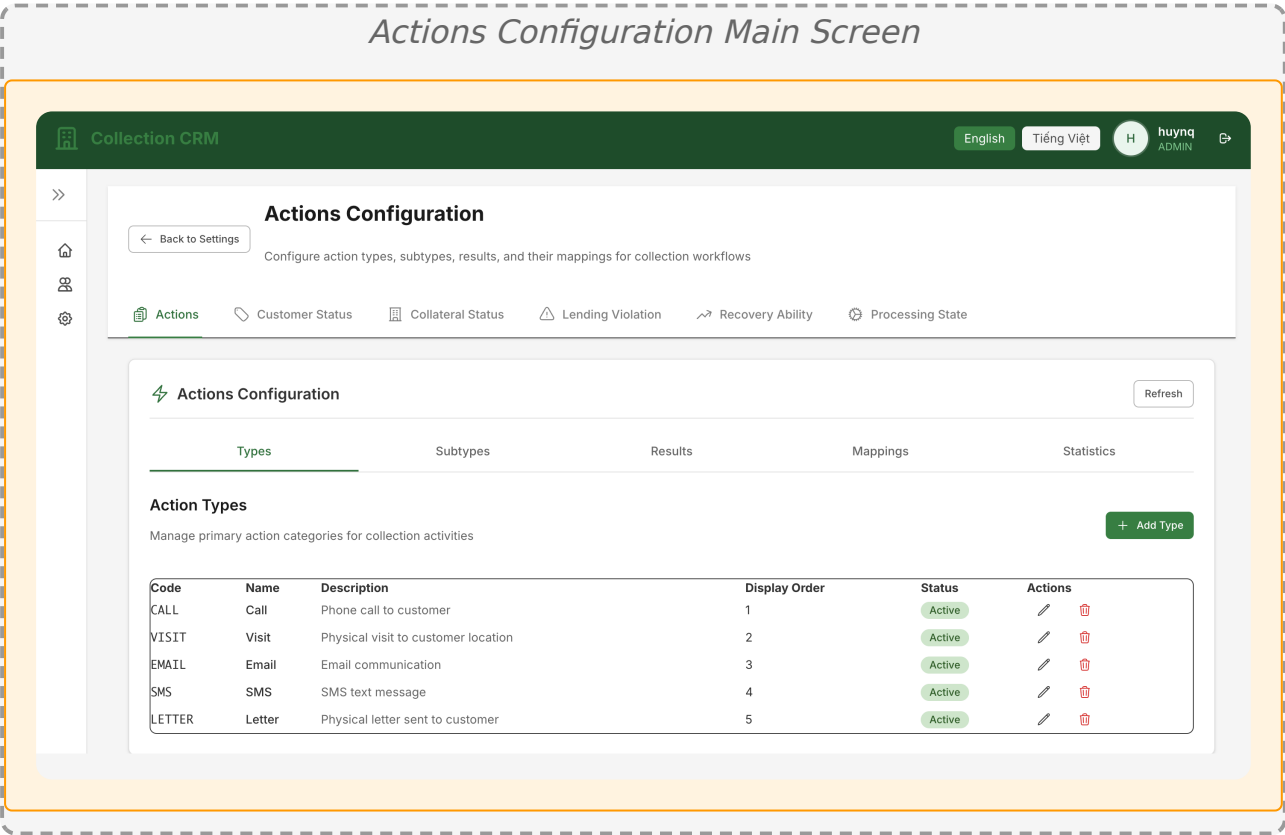 Actions Configuration Main Screen
Collection CRM
English
Tiếng Việt
H
huynq
ADMIN
Back to Settings
Actions Configuration
Configure action types, subtypes, results, and their mappings for collection workflows
Actions
Customer Status
Collateral Status
Lending Violation
Recovery Ability
Processing State
Actions Configuration
Refresh
Types
Subtypes
Results
Mappings
Statistics
Action Types
Manage primary action categories for collection activities
Add Type
Code Name Description Display Order Status Actions
CALL Call Phone call to customer 1 Active
VISIT Visit Physical visit to customer location 2 Active
EMAIL Email Email communication 3 Active
SMS SMS SMS text message 4 Active
LETTER Letter Physical letter sent to customer 5 Active